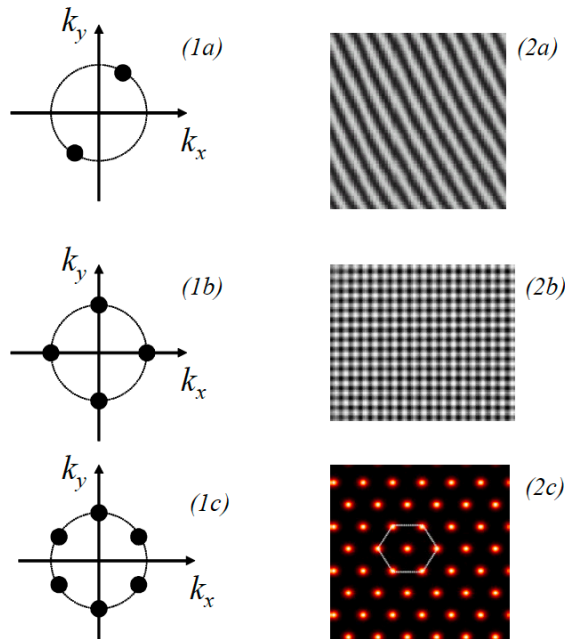 k_y (1a) (2a)
k_x
k_y (1b) (2b)
k_x
k_y (1c) (2c)
k_x